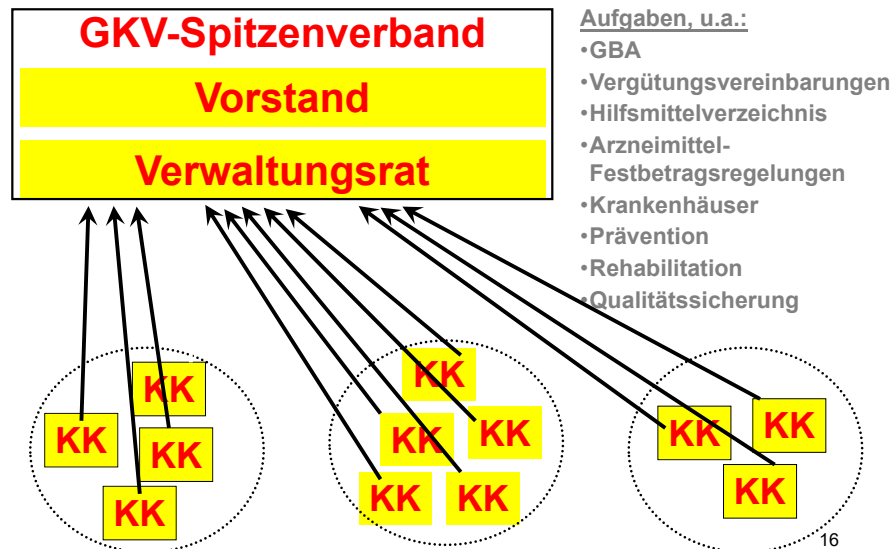 GKV-Spitzenverband
Vorstand
Verwaltungsrat
Aufgaben, u.a.:
•GBA
•Vergütungsvereinbarungen
•Hilfsmittelverzeichnis
•Arzneimittel-
Festbetragsregelungen
•Krankenhäuser
•Prävention
•Rehabilitation
•Qualitätssicherung
KK
KK
KK
KK
KK
KK
KK
KK
KK
KK
KK
KK
16